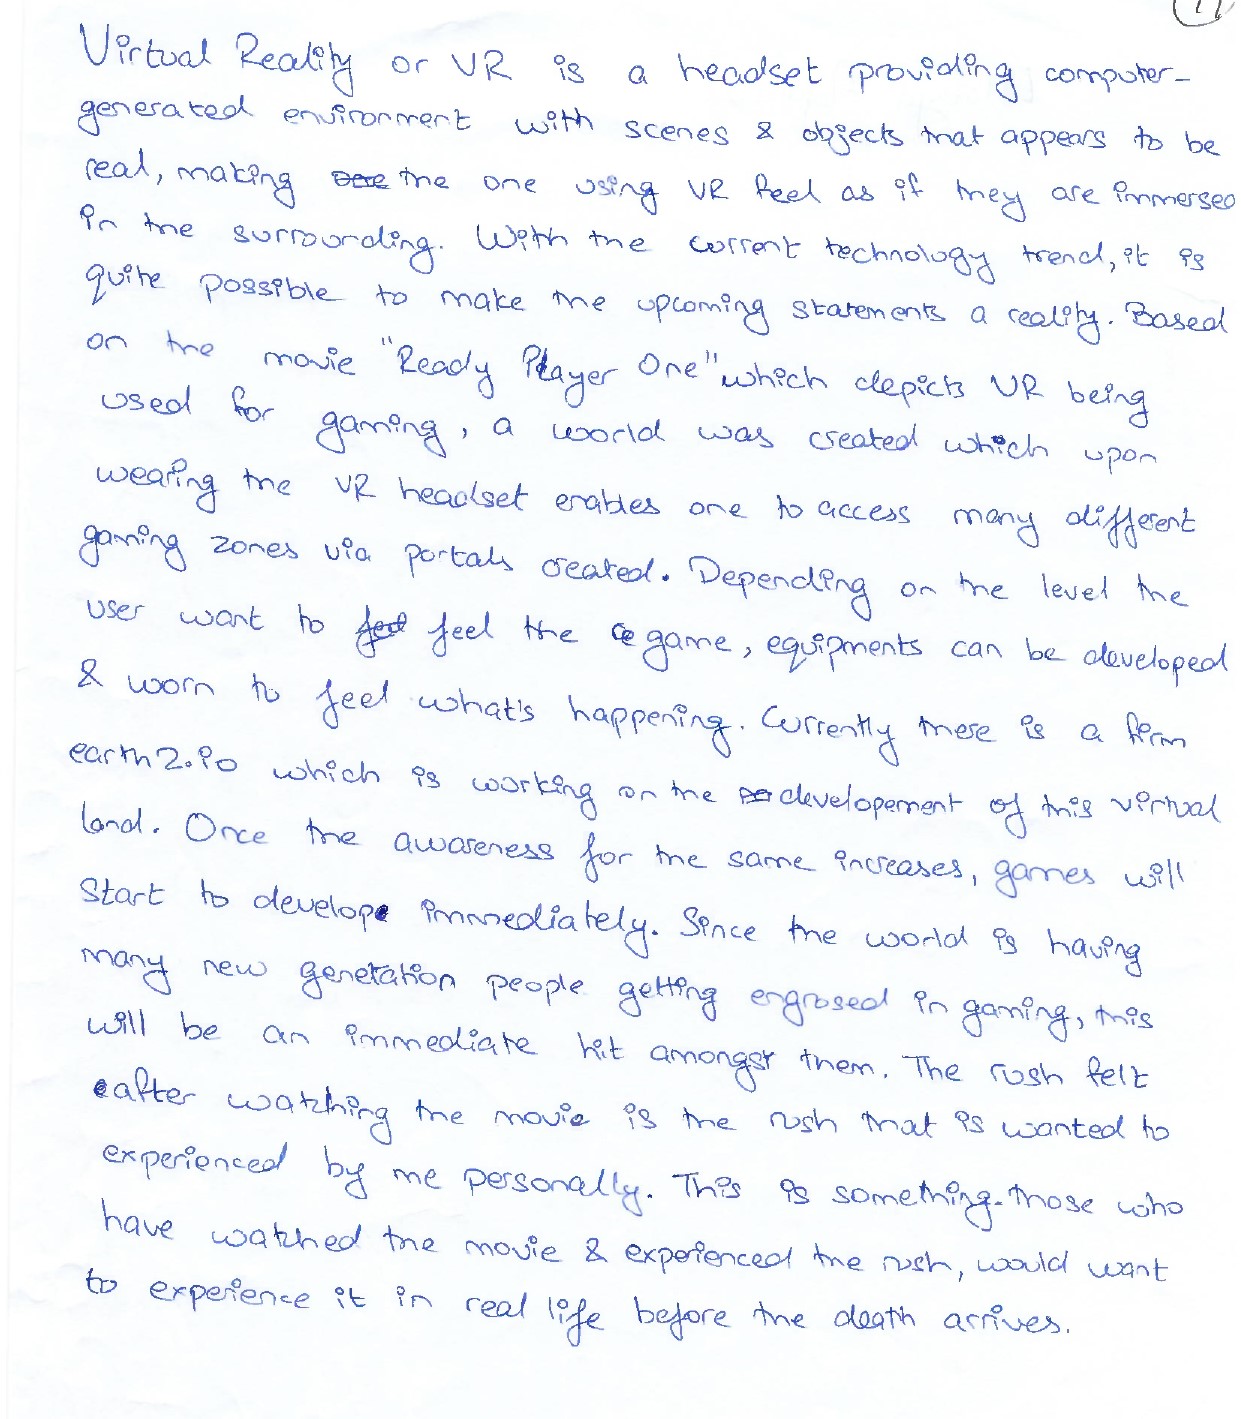 Virtual Reality or VR is a headset providing computer-
generated environment with scenes & objects that appears to be
real, making the one using VR feel as if they are immersed
in the surrounding. With the current technology trend, it is
quite possible to make the upcoming statements a reality. Based
on the movie "Ready Player One" which depicts VR being
used for gaming, a world was created which upon
wearing the VR headset enables one to access many different
gaming zones via portals created. Depending on the level the
user want to feel the game, equipments can be developed
& worn to feel what's happening. Currently there is a firm
earth2.io which is working on the developement of this virtual
land. Once the awareness for the same increases, games will
start to develop immediately. Since the world is having
many new generation people getting engrosed in gaming, this
will be an immediate hit amongst them. The rush felt
after watching the movie is the rush that is wanted to
experienced by me personally. This is something those who
have watched the movie & experienced the rush, would want
to experience it in real life before the death arrives.